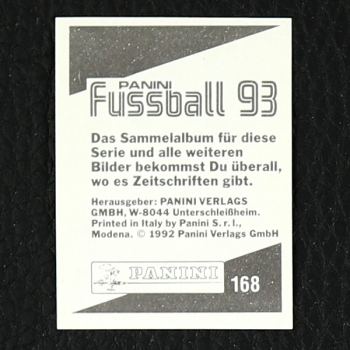 PANINI
Fussball 93
Das Sammelalbum für diese
Serie und alle weiteren
Bilder bekommst Du überall,
wo es Zeitschriften gibt.
Herausgeber: PANINI VERLAGS
GMBH, W-8044 Unterschleißheim.
Printed in Italy by Panini S.r.l.,
Modena. © 1992 Panini Verlags GmbH
PANINI
168